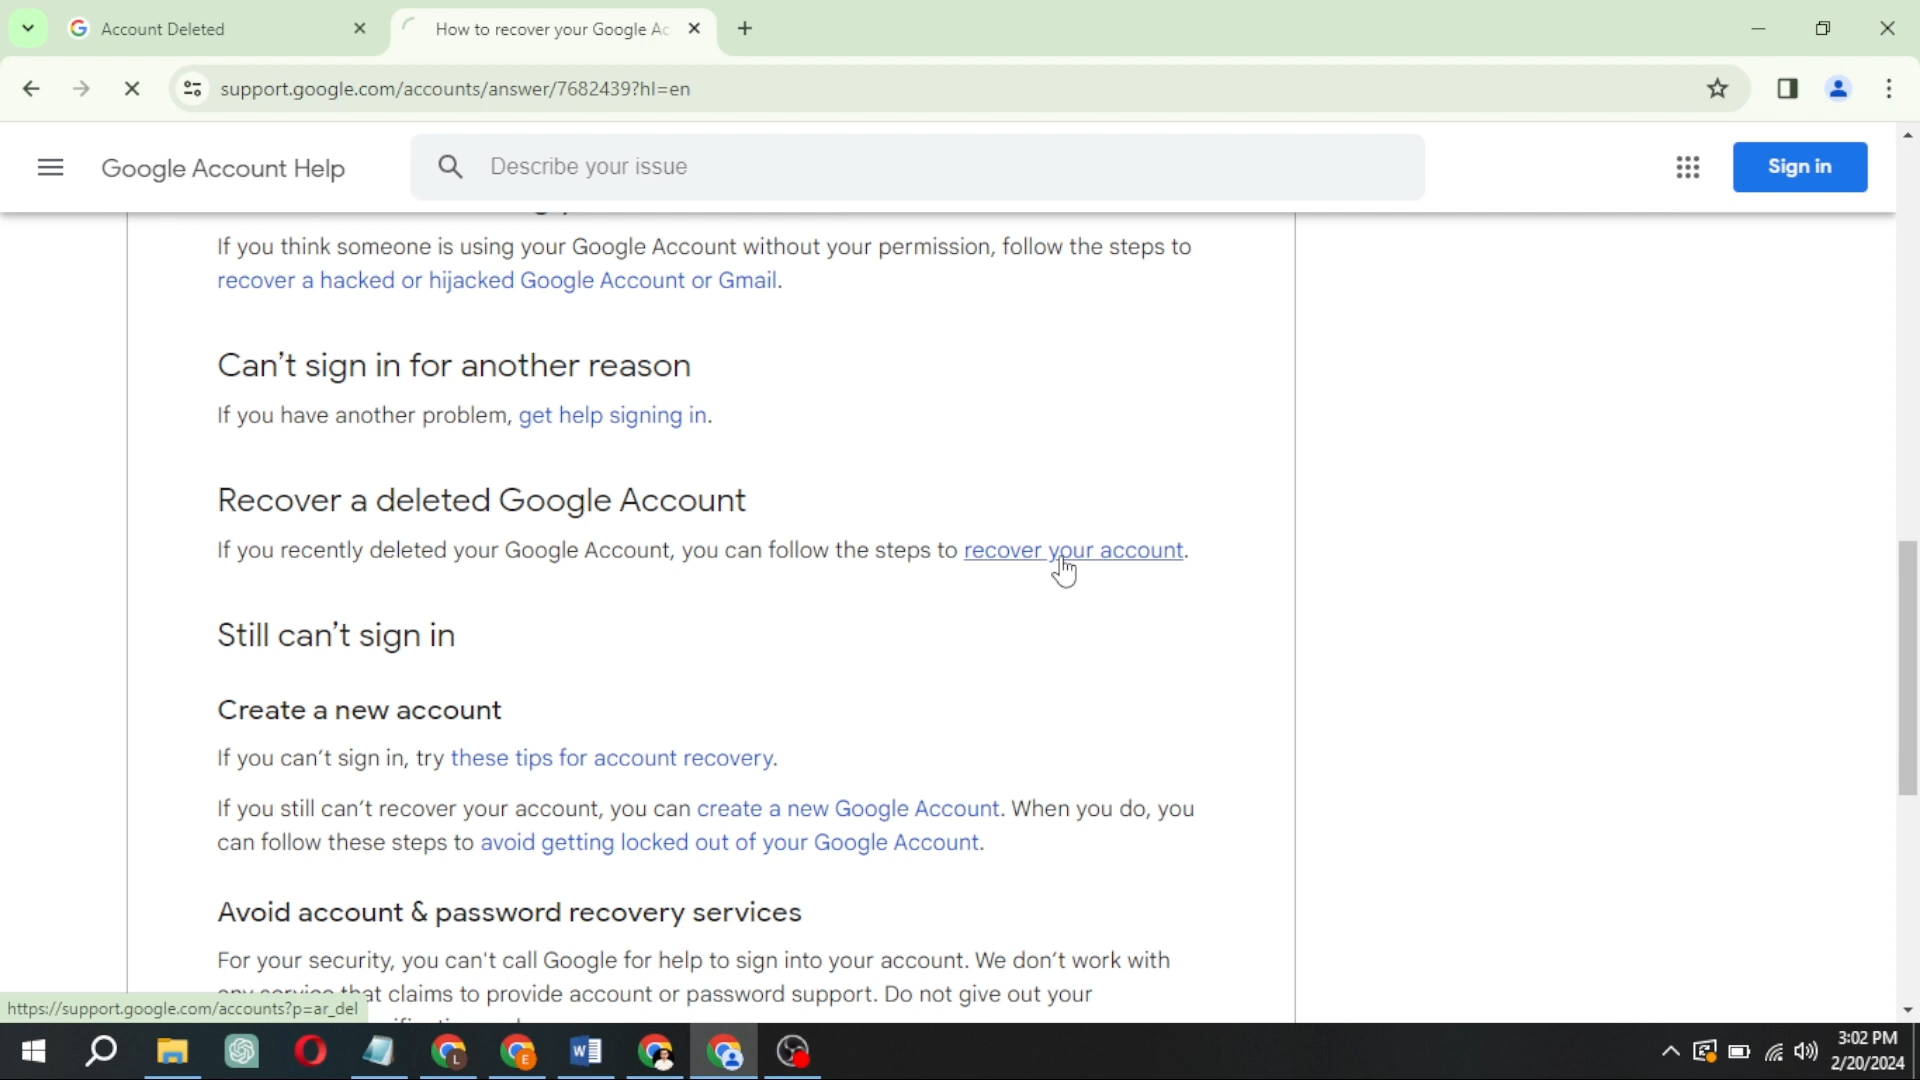 Account Deleted
How to recover your Google Ac
support.google.com/accounts/answer/7682439?hl=en
Google Account Help
Describe your issue
Sign in
If you think someone is using your Google Account without your permission, follow the steps to
recover a hacked or hijacked Google Account or Gmail.
Can't sign in for another reason
If you have another problem, get help signing in.
Recover a deleted Google Account
If you recently deleted your Google Account, you can follow the steps to recover your account.
Still can't sign in
Create a new account
If you can't sign in, try these tips for account recovery.
If you still can't recover your account, you can create a new Google Account. When you do, you
can follow these steps to avoid getting locked out of your Google Account.
Avoid account & password recovery services
For your security, you can't call Google for help to sign into your account. We don't work with
that claims to provide account or password support. Do not give out your
https://support.google.com/accounts?p=ar_del
L
E
W
3:02 PM
2/20/2024